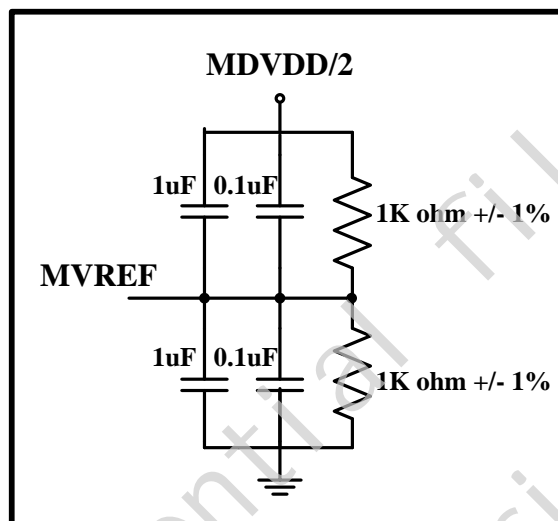 MDVDD/2
1uF 0.1uF
1K ohm +/- 1%
MVREF
1uF 0.1uF
1K ohm +/- 1%